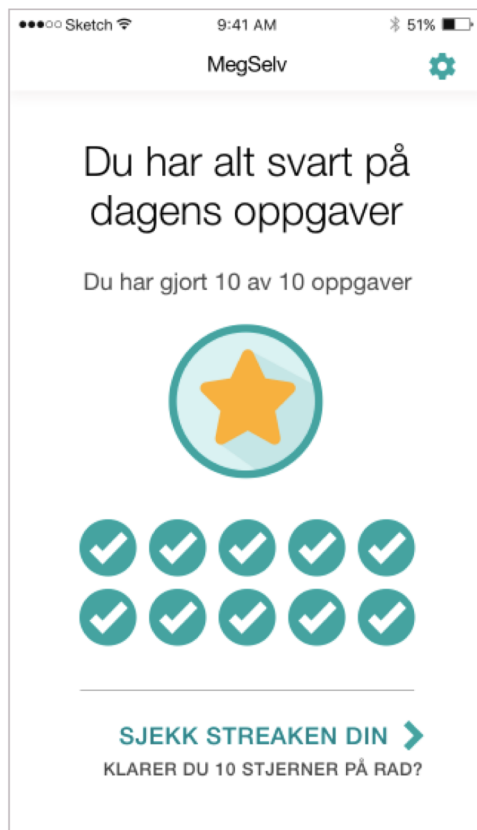 Sketch 9:41 AM 51%
MegSelv
Du har alt svart på
dagens oppgaver
Du har gjort 10 av 10 oppgaver
SJEKK STREAKEN DIN
KLARER DU 10 STJERNER PÅ RAD?